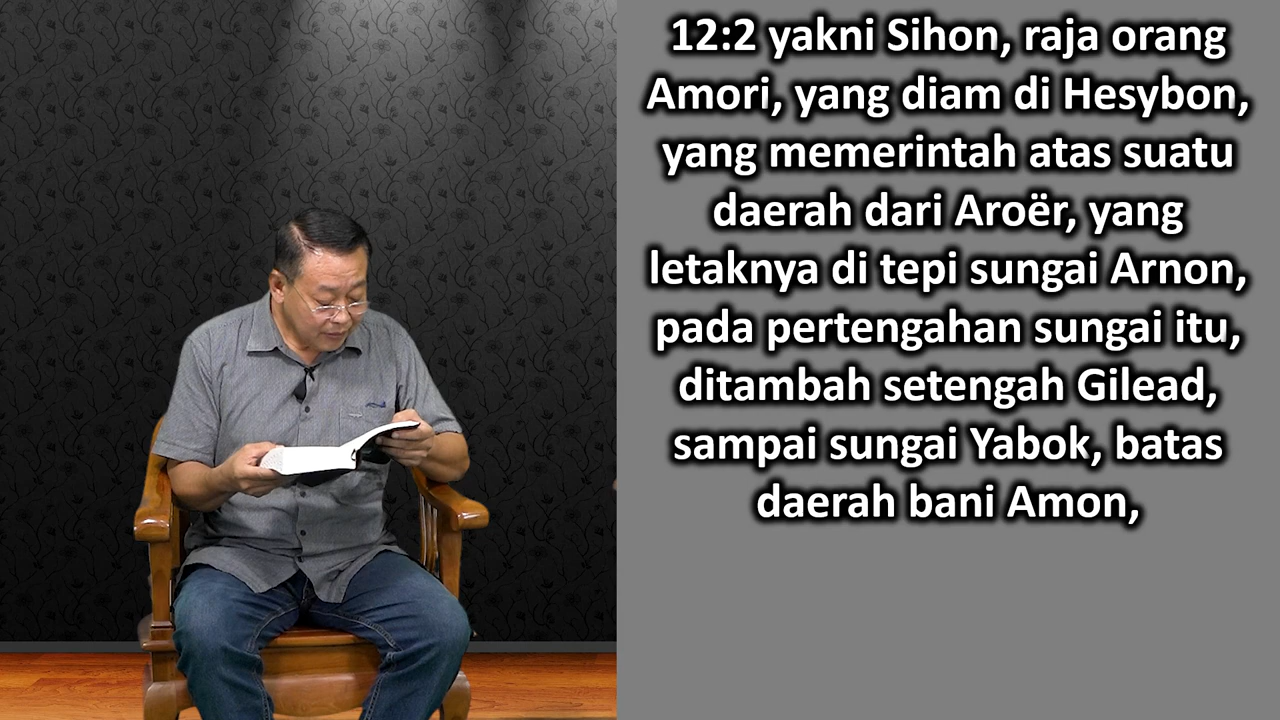 12:2 yakni Sihon, raja orang
Amori, yang diam di Hesybon,
yang memerintah atas suatu
daerah dari Aroër, yang
letaknya di tepi sungai Arnon,
pada pertengahan sungai itu,
ditambah setengah Gilead,
sampai sungai Yabok, batas
daerah bani Amon,